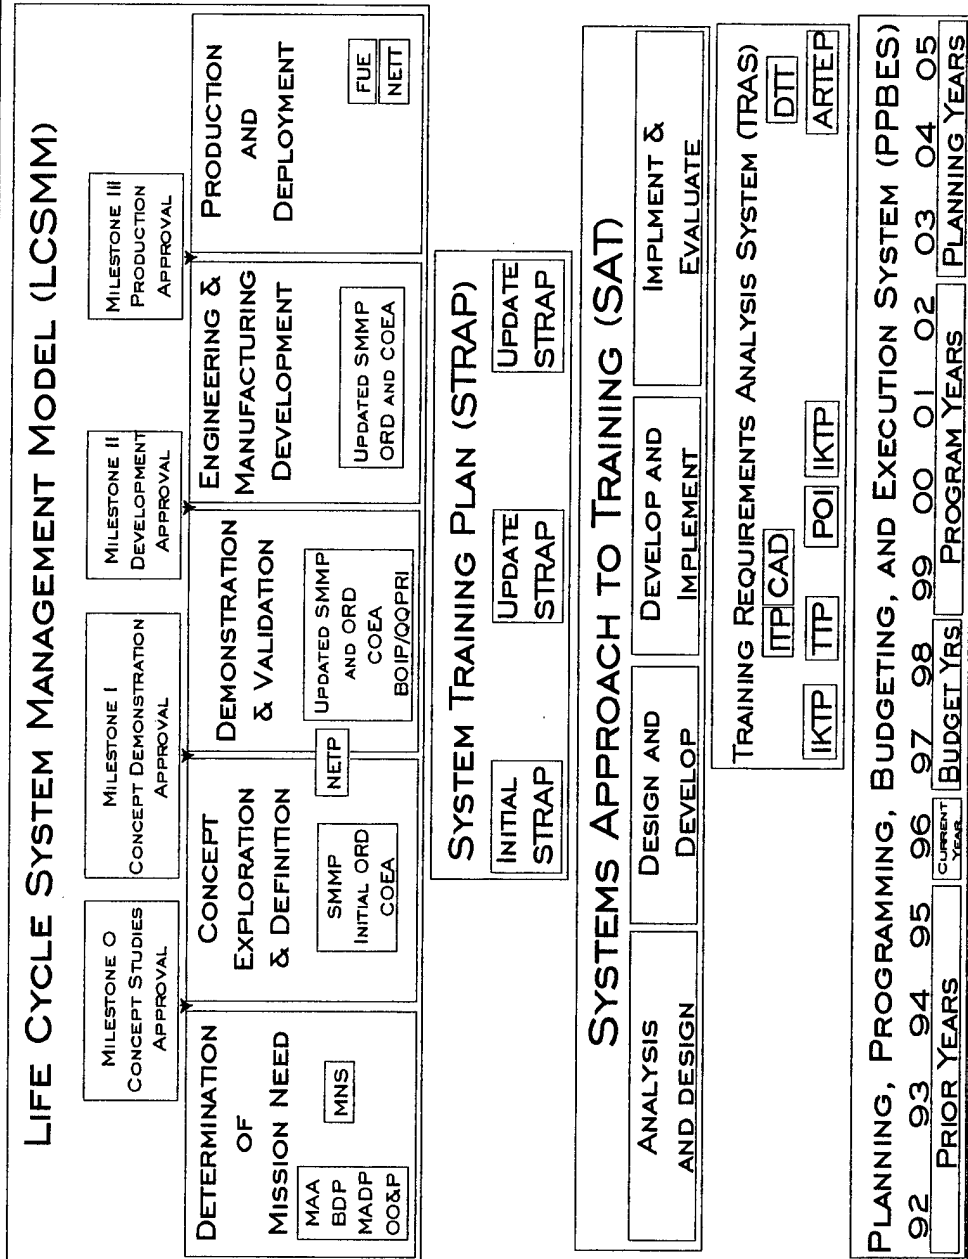 LIFE CYCLE SYSTEM MANAGEMENT MODEL (LCSMM)
MILESTONE O
CONCEPT STUDIES
APPROVAL
MILESTONE I
CONCEPT DEMONSTRATION
APPROVAL
MILESTONE II
DEVELOPMENT
APPROVAL
MILESTONE III
PRODUCTION
APPROVAL
DETERMINATION
OF
MISSION NEED
MAA
BDP
MADP
OO&P
MNS
CONCEPT
EXPLORATION
& DEFINITION
SMMP
INITIAL ORD
COEA
NETP
DEMONSTRATION
& VALIDATION
UPDATED SMMP
AND ORD
COEA
BOIP/QQPRI
ENGINEERING &
MANUFACTURING
DEVELOPMENT
UPDATED SMMP
ORD AND COEA
PRODUCTION
AND
DEPLOYMENT
FUE
NETT
SYSTEM TRAINING PLAN (STRAP)
INITIAL
STRAP
UPDATE
STRAP
UPDATE
STRAP
SYSTEMS APPROACH TO TRAINING (SAT)
ANALYSIS
AND DESIGN
DESIGN AND
DEVELOP
DEVELOP AND
IMPLEMENT
IMPLMENT &
EVALUATE
TRAINING REQUIREMENTS ANALYSIS SYSTEM (TRAS)
ITP CAD DTT
IKTP TTP POI IKTP ARTEP
PLANNING, PROGRAMMING, BUDGETING, AND EXECUTION SYSTEM (PPBES)
92 93 94 95 96 97 98 99 00 01 02 03 04 05
PRIOR YEARS
CURRENT
YEAR
BUDGET YRS
PROGRAM YEARS
PLANNING YEARS